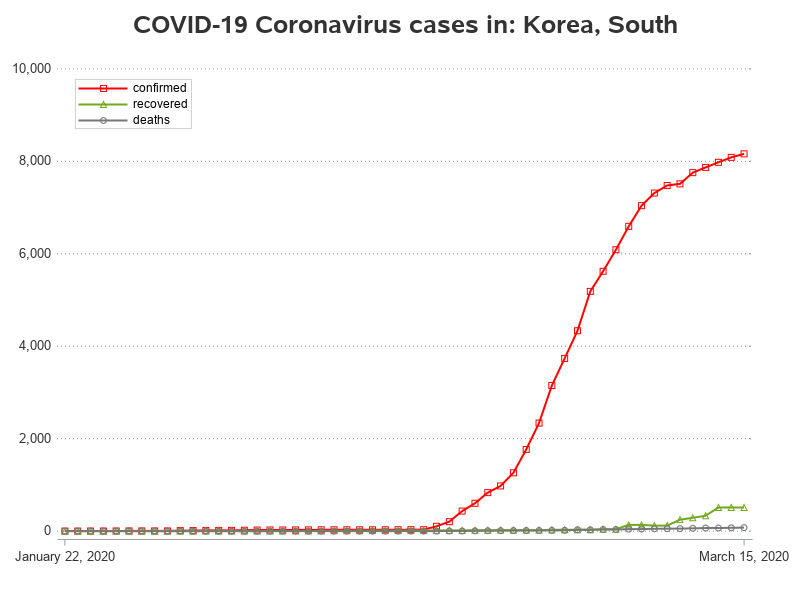 COVID-19 Coronavirus cases in: Korea, South
10,000
confirmed
recovered
deaths
8,000
6,000
4,000
2,000
0
January 22, 2020
March 15, 2020